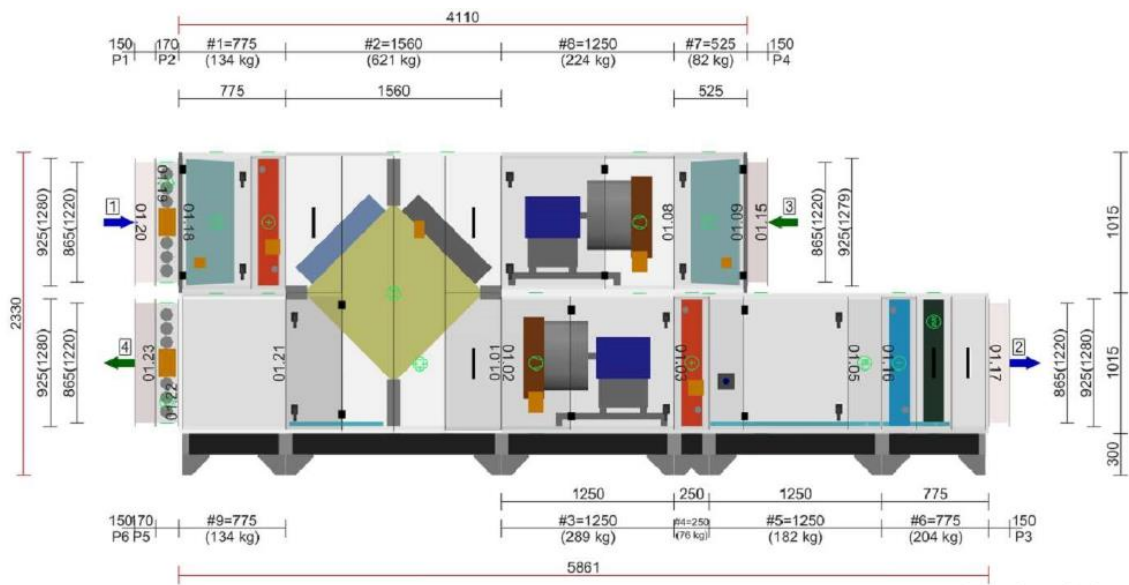 4110
150 170 #1=775 #2=1560 #8=1250 #7=525 150
P1 P2 (134 kg) (621 kg) (224 kg) (82 kg) P4
775 1560 525
2330
925(1280) 865(1220) 01.20 01.19 01.18 01.08 01.09 01.15 865(1220) 925(1279) 1015
1 3
925(1280) 865(1220) 01.23 01.22 01.21 01.01 01.02 01.03 01.05 01.16 01.17 865(1220) 925(1280) 1015
4 2
300
1250 250 1250 775
150 170 #9=775 #3=1250 #4=250 #5=1250 #6=775 150
P6 P5 (134 kg) (289 kg) (76 kg) (182 kg) (204 kg) P3
5861